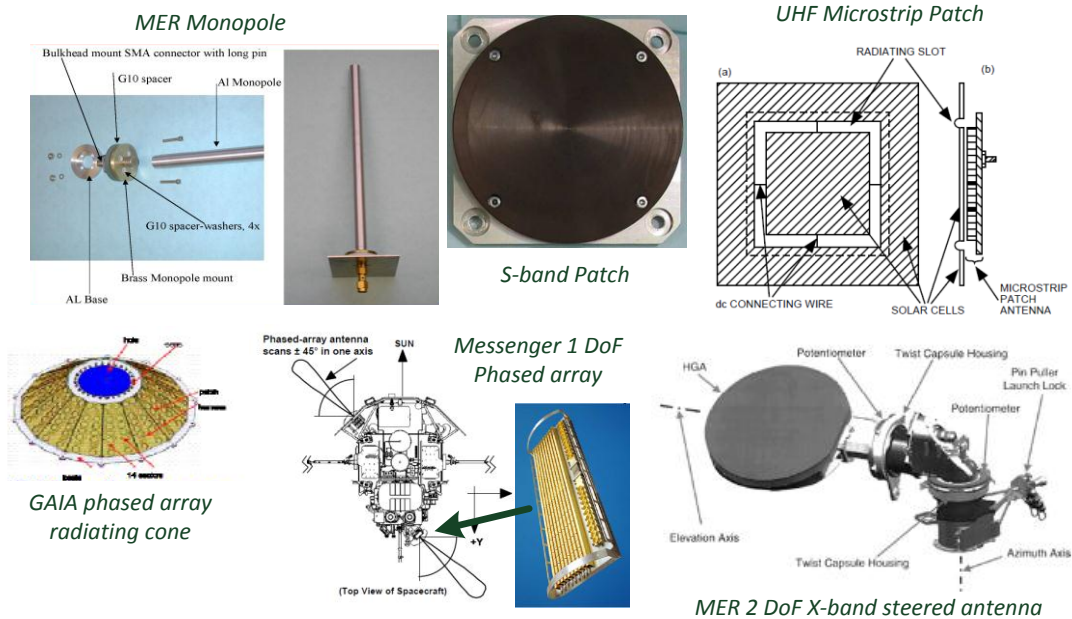 MER Monopole
UHF Microstrip Patch
Bulkhead mount SMA connector with long pin
G10 spacer
Al Monopole
G10 spacer-washers, 4x
Brass Monopole mount
AL Base
S-band Patch
RADIATING SLOT
(a)
(b)
dc CONNECTING WIRE
SOLAR CELLS
MICROSTRIP
PATCH
ANTENNA
hole
patch
14 sectors
GAIA phased array
radiating cone
Phased-array antenna
scans ± 45° in one axis
SUN
+Y
(Top View of Spacecraft)
Messenger 1 DoF
Phased array
Potentiometer
Twist Capsule Housing
HGA
Pin Puller
Launch Lock
Potentiometer
Elevation Axis
Twist Capsule Housing
Azimuth Axis
MER 2 DoF X-band steered antenna